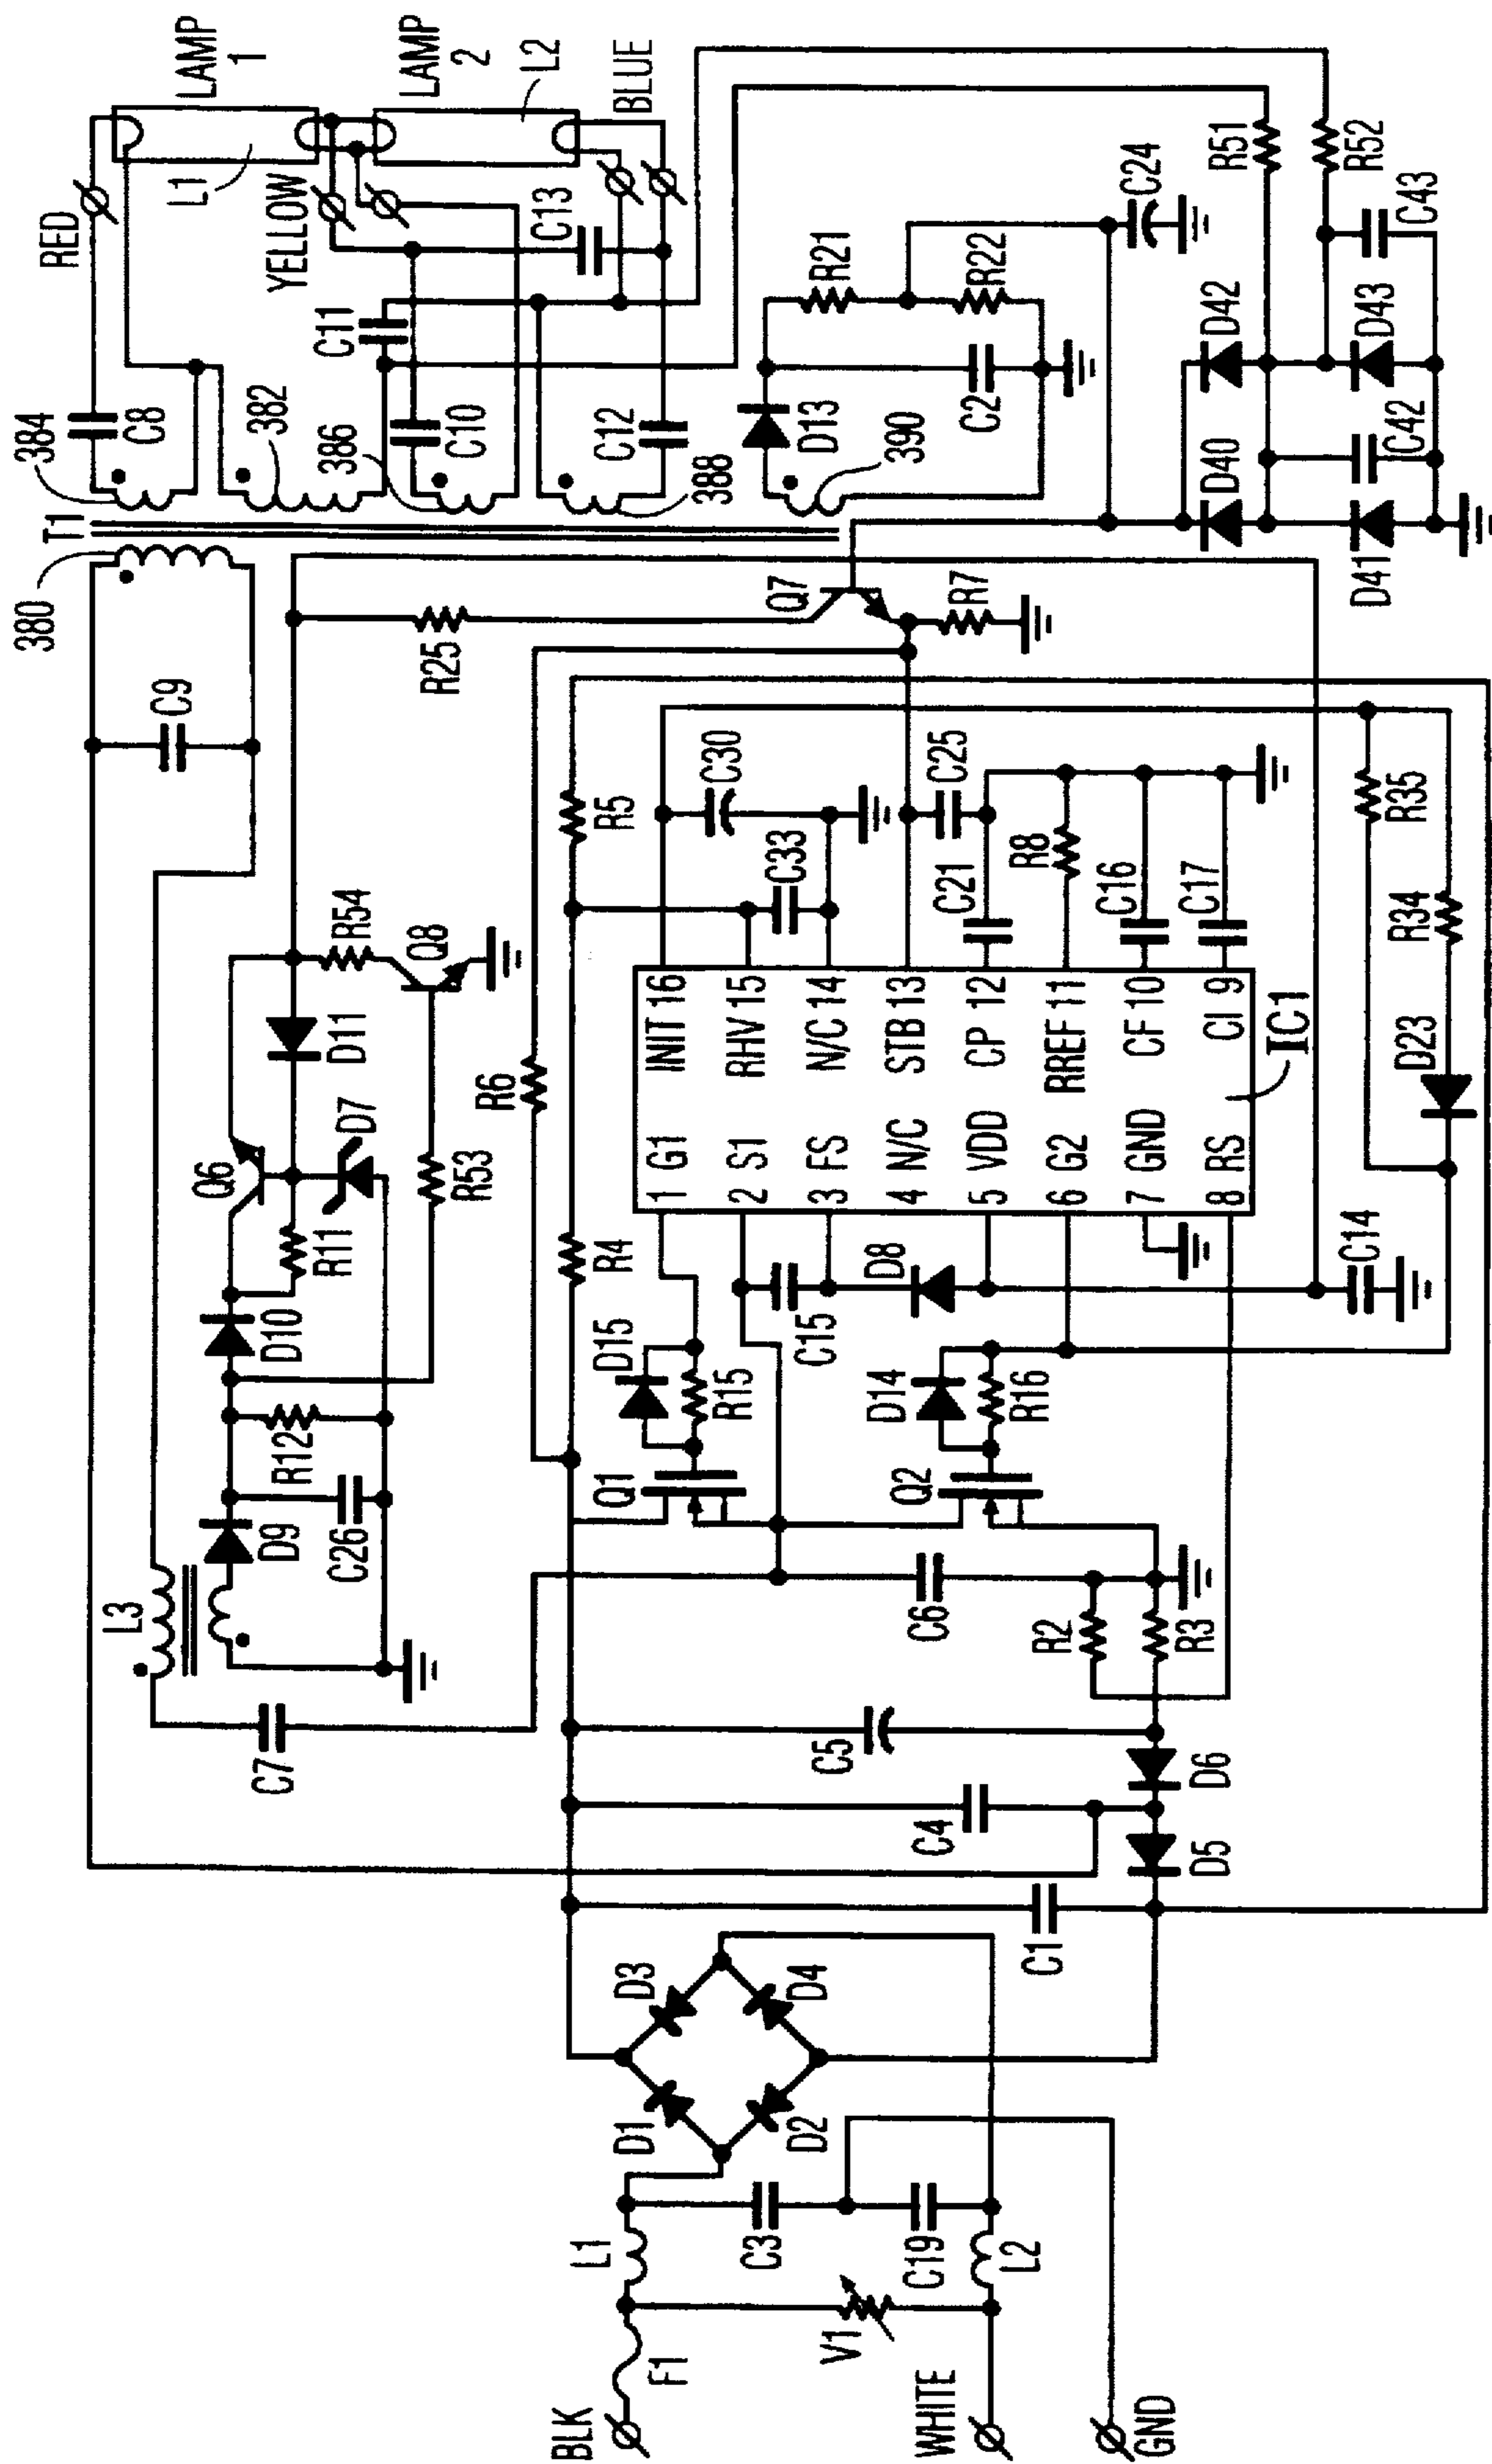 BLK
F1
WHITE
GND
V1
L1
L2
C3
C19
D1
D2
D3
D4
C1
C4
C5
D5
D6
R2
R3
C6
C7
L3
D9
C26
R12
D10
R11
Q6
D7
D11
R53
R54
Q8
R6
R4
R5
Q1
D15
R15
Q2
D14
R16
C15
D8
C14
1 G1
2 S1
3 FS
4 N/C
5 VDD
6 G2
7 GND
8 RS
INIT 16
RHV 15
N/C 14
STB 13
CP 12
RREF 11
CF 10
CI 9
IC1
C30
C33
C25
C21
R8
C16
C17
D23
R34
R35
C9
380
T1
R25
Q7
R7
384
382
386
388
390
C8
C10
C11
C12
C13
RED
YELLOW
BLUE
LAMP
1
LAMP
2
L1
L2
D13
C2
R21
R22
C24
D40
D41
D42
D43
C42
C43
R51
R52